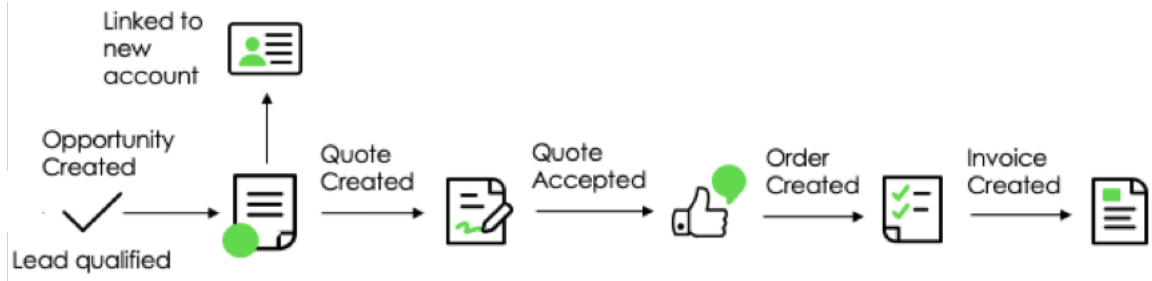 Linked to
new
account
Opportunity
Created
Lead qualified
Quote
Created
Quote
Accepted
Order
Created
Invoice
Created